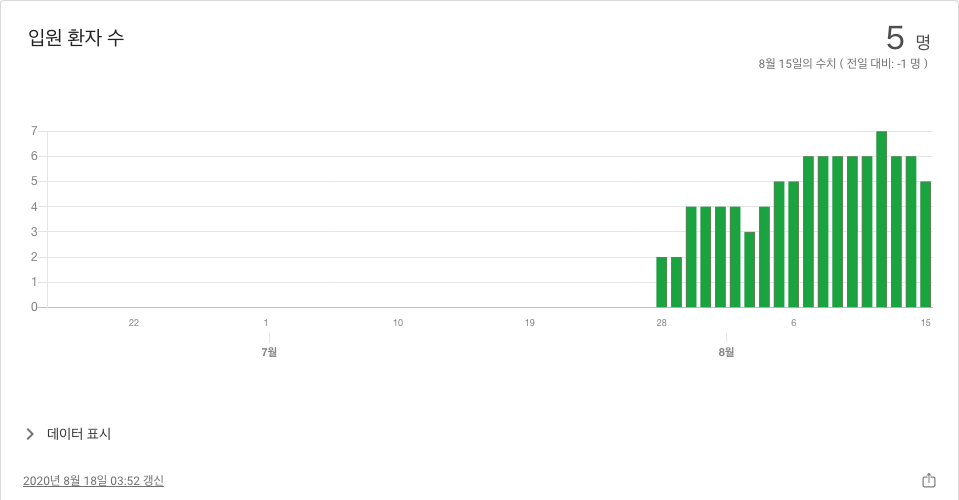 입원 환자 수
5 명
8월 15일의 수치 ( 전일 대비: -1 명 )
7
6
5
4
3
2
1
0
22 1 10 19 28 6 15
7월 8월
데이터 표시
2020년 8월 18일 03:52 갱신